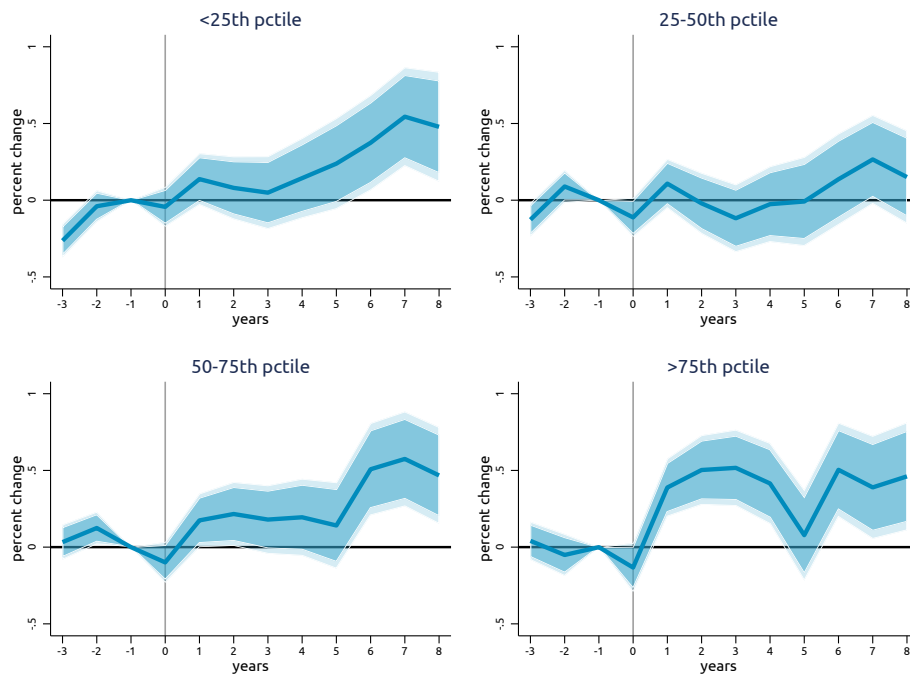 <25th pctile
percent change
1
.5
0
-.5
-3 -2 -1 0 1 2 3 4 5 6 7 8
years
25-50th pctile
percent change
1
.5
0
-.5
-3 -2 -1 0 1 2 3 4 5 6 7 8
years
50-75th pctile
percent change
1
.5
0
-.5
-3 -2 -1 0 1 2 3 4 5 6 7 8
years
>75th pctile
percent change
1
.5
0
-.5
-3 -2 -1 0 1 2 3 4 5 6 7 8
years